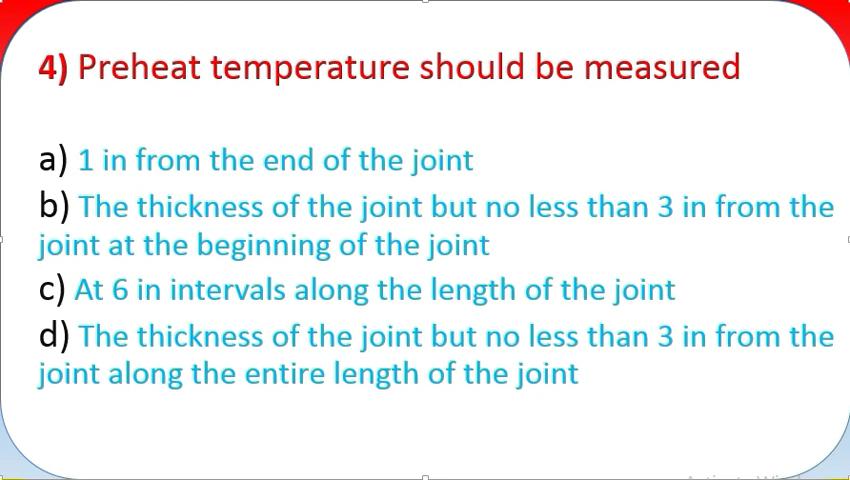 4) Preheat temperature should be measured
a) 1 in from the end of the joint
b) The thickness of the joint but no less than 3 in from the
joint at the beginning of the joint
c) At 6 in intervals along the length of the joint
d) The thickness of the joint but no less than 3 in from the
joint along the entire length of the joint